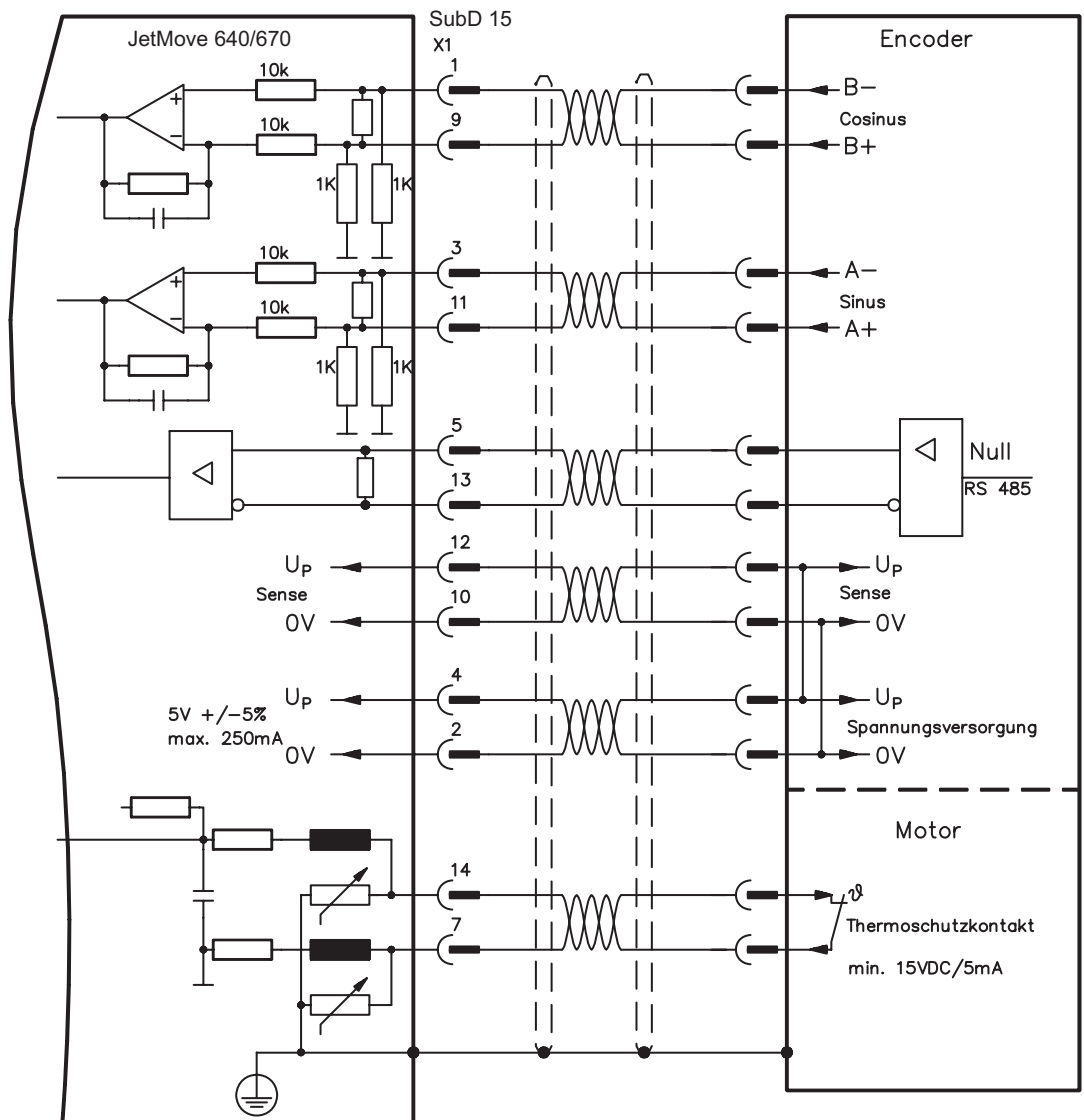 SubD 15
JetMove 640/670
X1
Encoder
10k
1
B-
Cosinus
10k
9
B+
1K
1K
10k
3
A-
Sinus
10k
11
A+
1K
1K
5
Null
13
RS 485
UP
12
UP
Sense
Sense
0V
10
0V
UP
4
UP
5V +/-5%
max. 250mA
Spannungsversorgung
0V
2
0V
Motor
14
ϑ
7
Thermoschutzkontakt
min. 15VDC/5mA